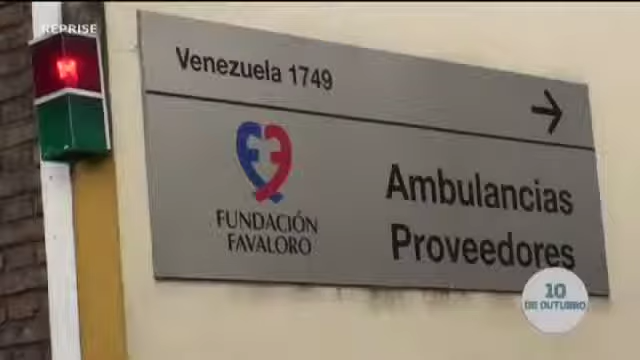 REPRISE
Venezuela 1749
FUNDACIÓN
FAVALORO
Ambulancias
Proveedores
10
DE OUTUBRO